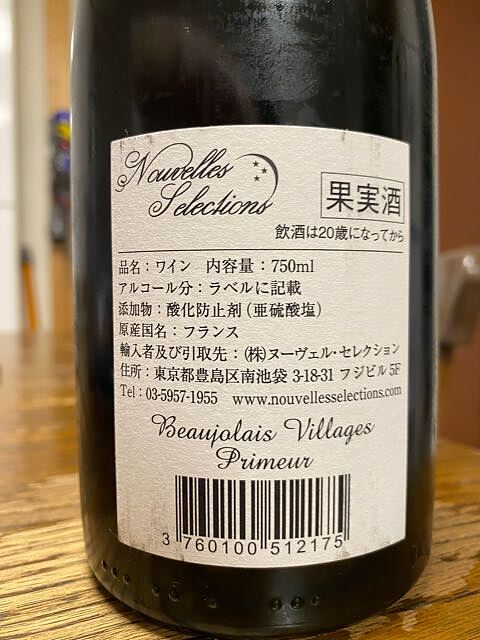 Nouvelles
Selections
果実酒
飲酒は20歳になってから
品名：ワイン 内容量：750ml
アルコール分：ラベルに記載
添加物：酸化防止剤（亜硫酸塩）
原産国名：フランス
輸入者及び引取先：(株)ヌーヴェル・セレクション
住所：東京都豊島区南池袋 3-18-31 フジビル 5F
Tel：03-5957-1955 www.nouvellesselections.com
Beaujolais Villages
Primeur
3 760100 512175